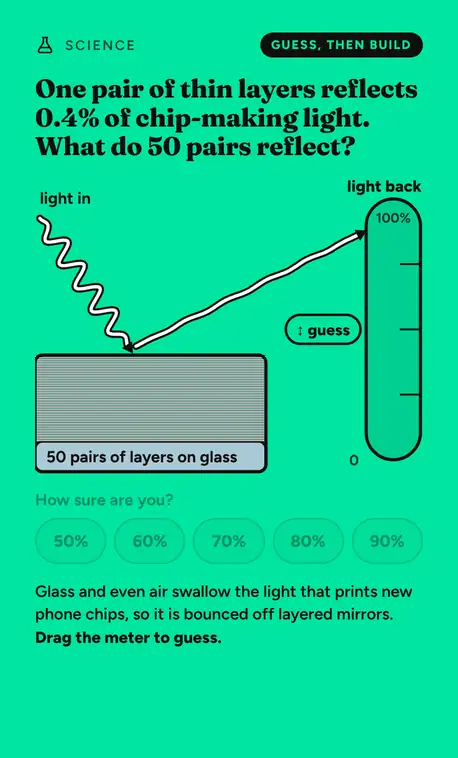 SCIENCE
GUESS, THEN BUILD
One pair of thin layers reflects
0.4% of chip-making light.
What do 50 pairs reflect?
light in
light back
100%
↕ guess
50 pairs of layers on glass
0
How sure are you?
50%
60%
70%
80%
90%
Glass and even air swallow the light that prints new
phone chips, so it is bounced off layered mirrors.
Drag the meter to guess.